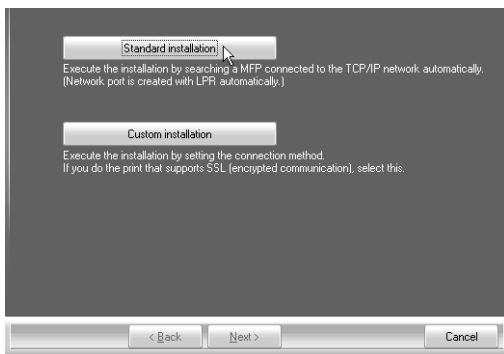 Standard installation
Execute the installation by searching a MFP connected to the TCP/IP network automatically.
(Network port is created with LPR automatically.)
Custom installation
Execute the installation by setting the connection method.
If you do the print that supports SSL (encrypted communication), select this.
< Back Next > Cancel